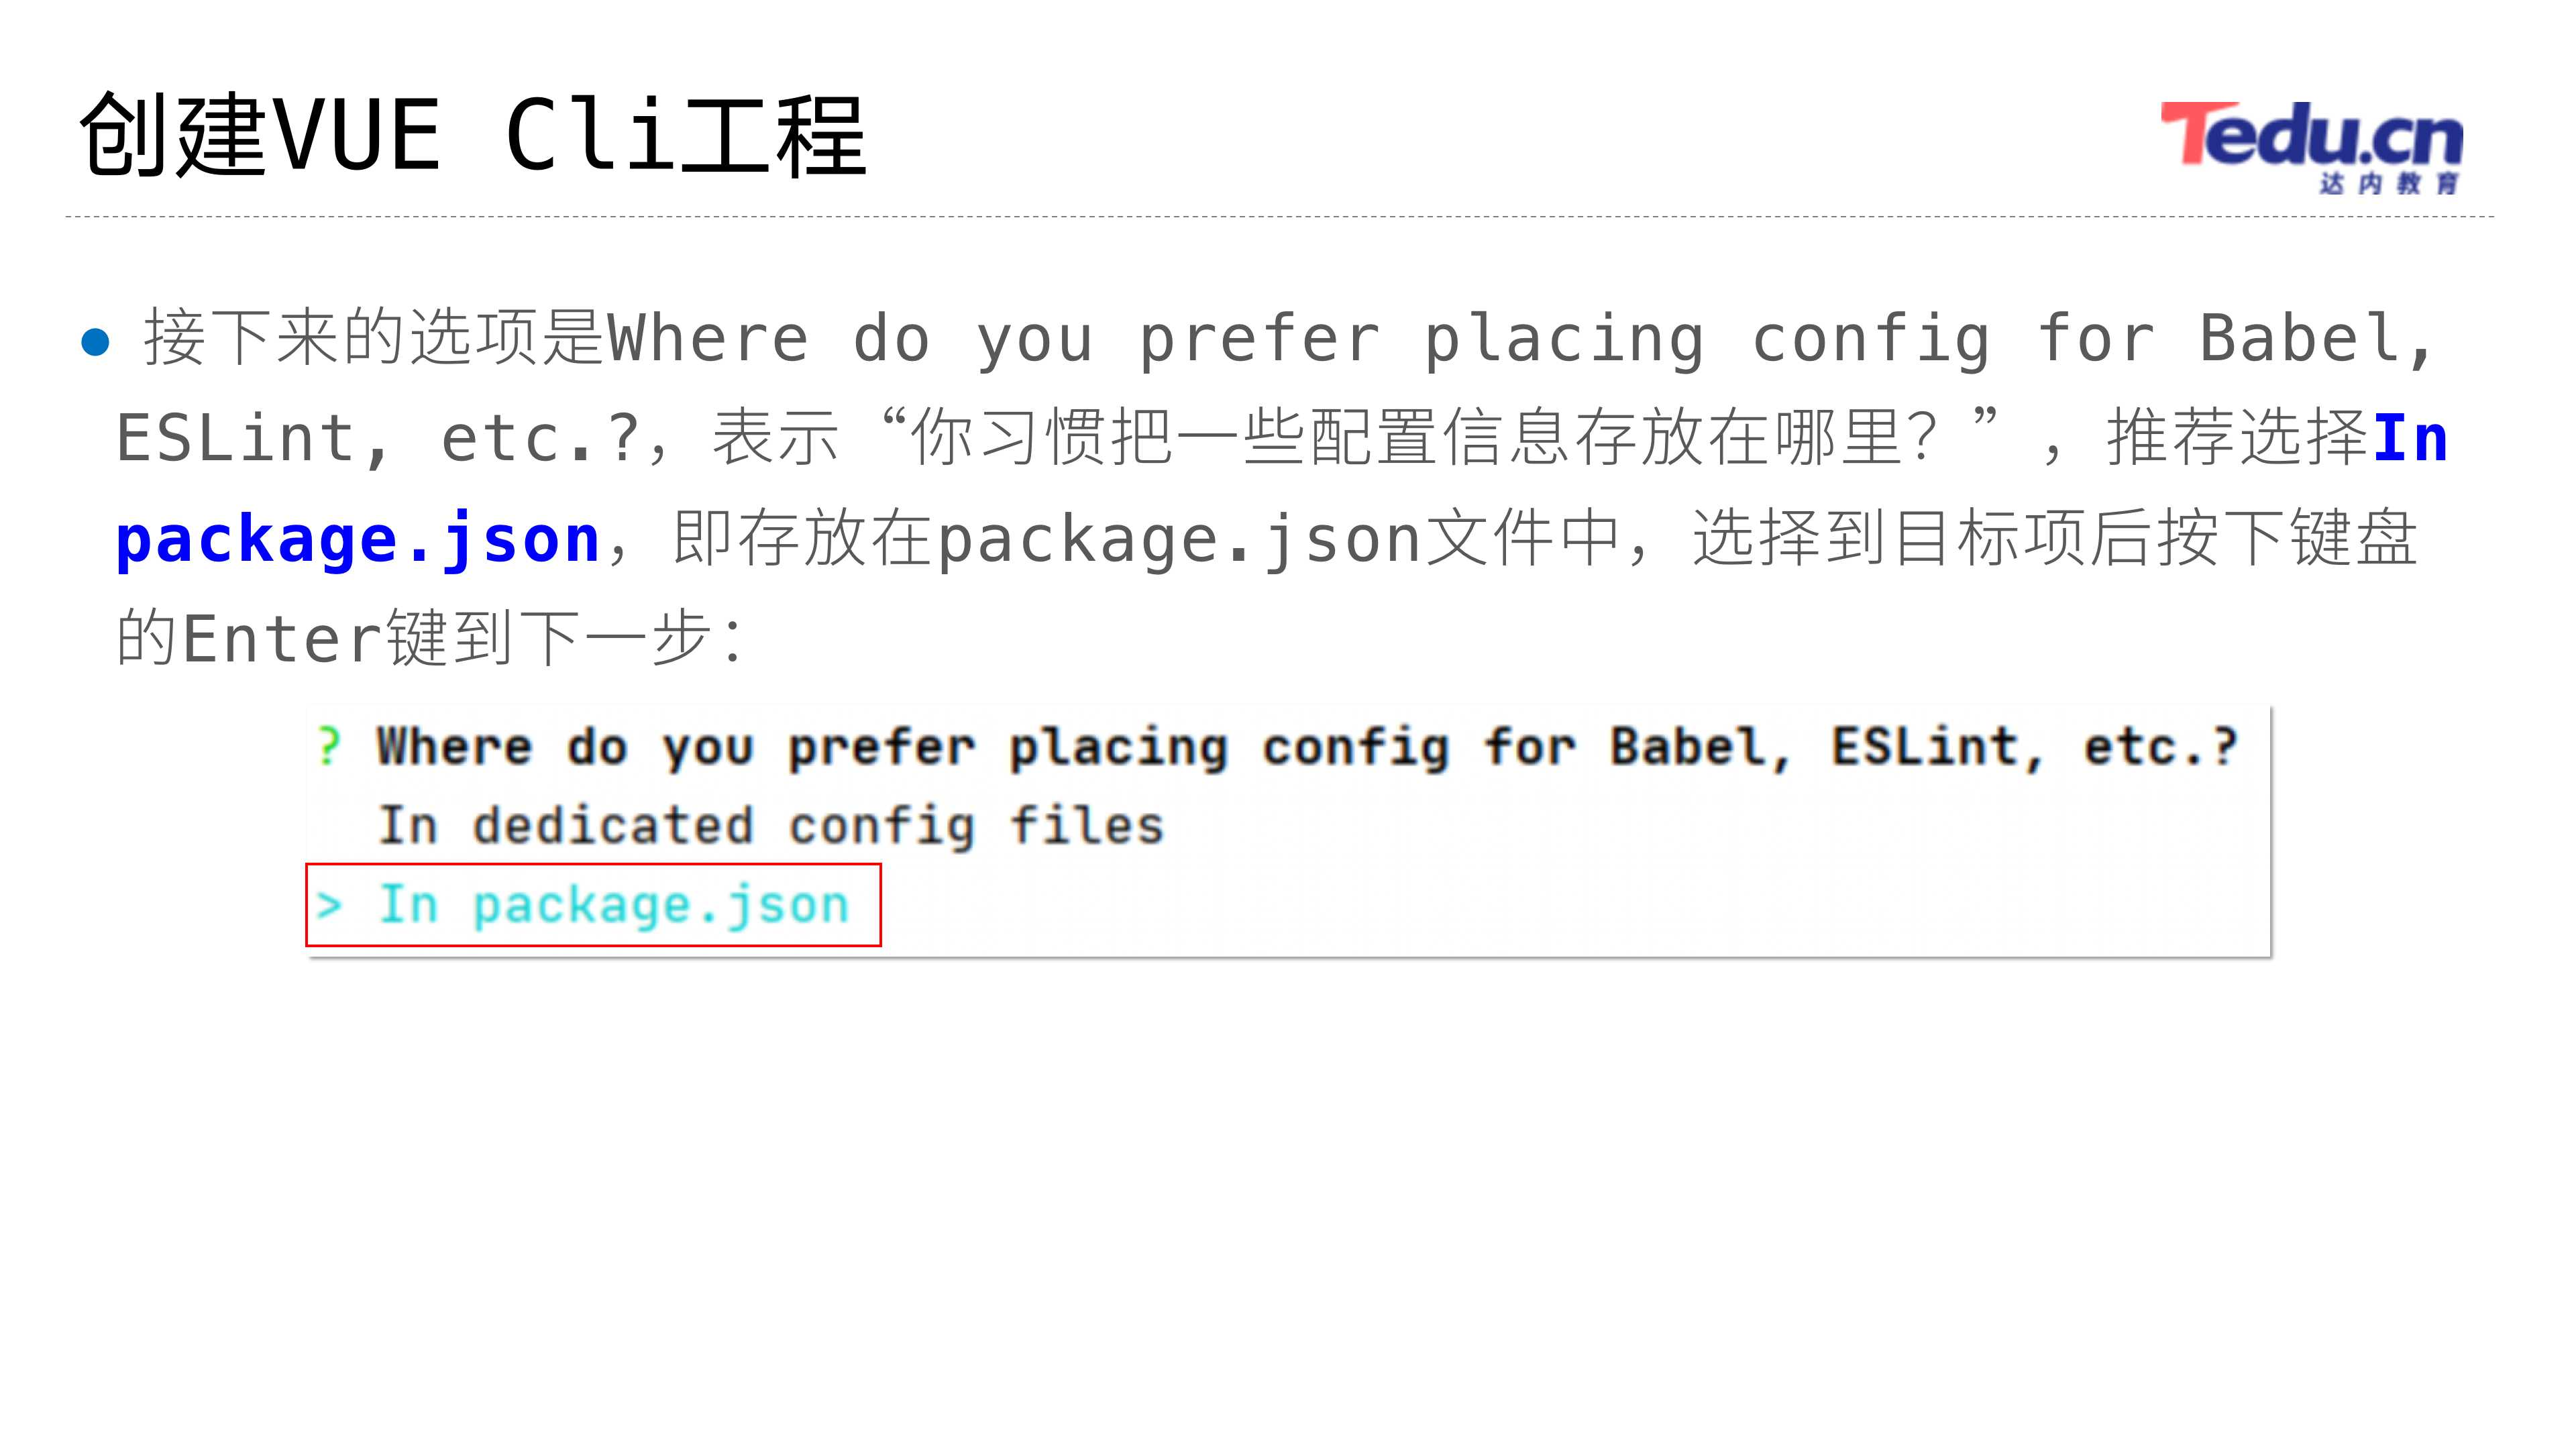 创建VUE Cli工程
Tedu.cn
达内教育
● 接下来的选项是Where do you prefer placing config for Babel,
ESLint, etc.?，表示“你习惯把一些配置信息存放在哪里？”，推荐选择In
package.json，即存放在package.json文件中，选择到目标项后按下键盘
的Enter键到下一步：
? Where do you prefer placing config for Babel, ESLint, etc.?
In dedicated config files
> In package.json